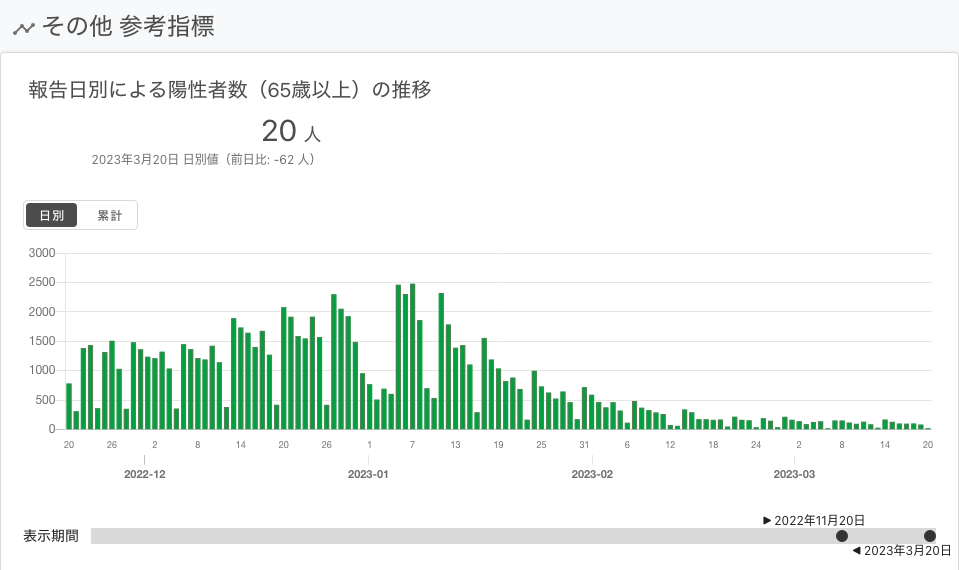 その他 参考指標
報告日別による陽性者数（65歳以上）の推移
20 人
2023年3月20日 日別値（前日比: -62 人）
日別 累計
3000
2500
2000
1500
1000
500
0
20 26 2 8 14 20 26 1 7 13 19 25 31 6 12 18 24 2 8 14 20
2022-12 2023-01 2023-02 2023-03
▶ 2022年11月20日
表示期間
◀ 2023年3月20日